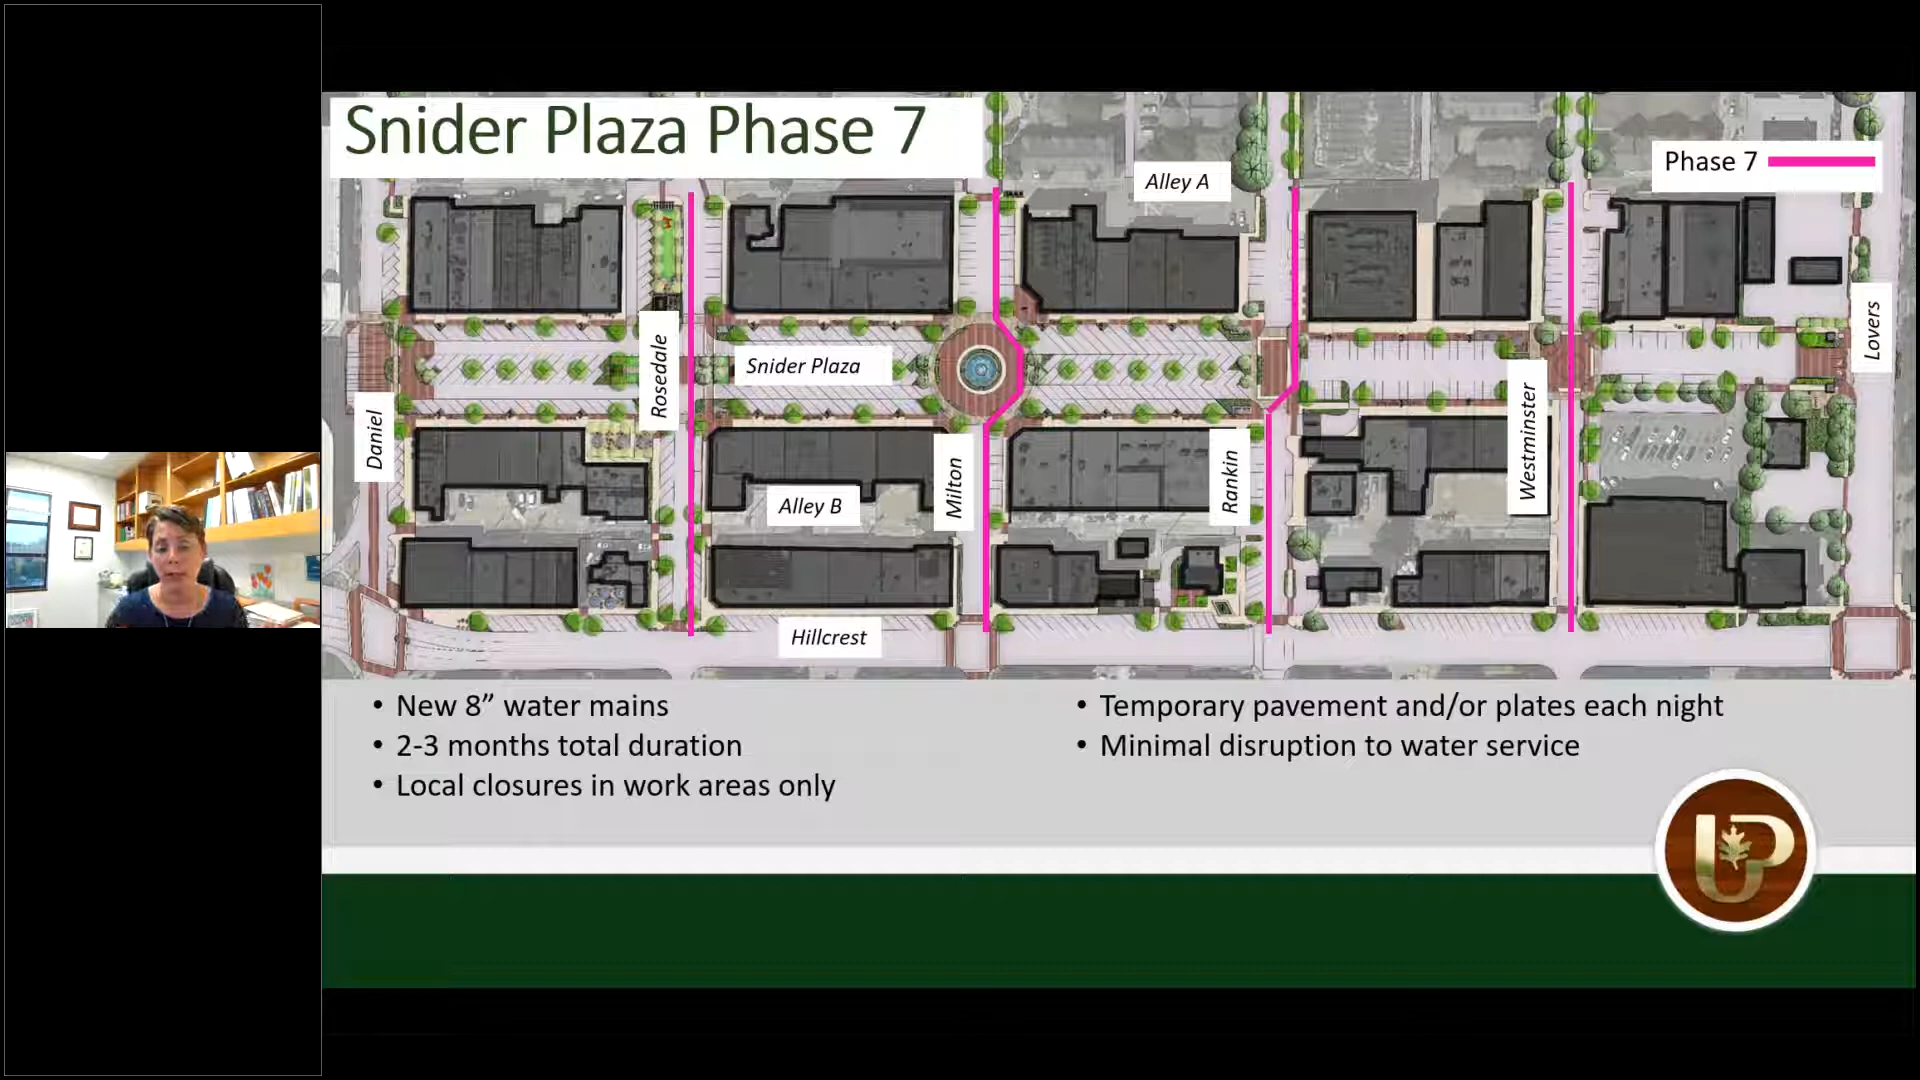 Snider Plaza Phase 7
Phase 7
Alley A
Rosedale
Snider Plaza
Lovers
Daniel
Milton
Rankin
Westminster
Alley B
Hillcrest
• New 8” water mains
• 2-3 months total duration
• Local closures in work areas only
• Temporary pavement and/or plates each night
• Minimal disruption to water service
UP